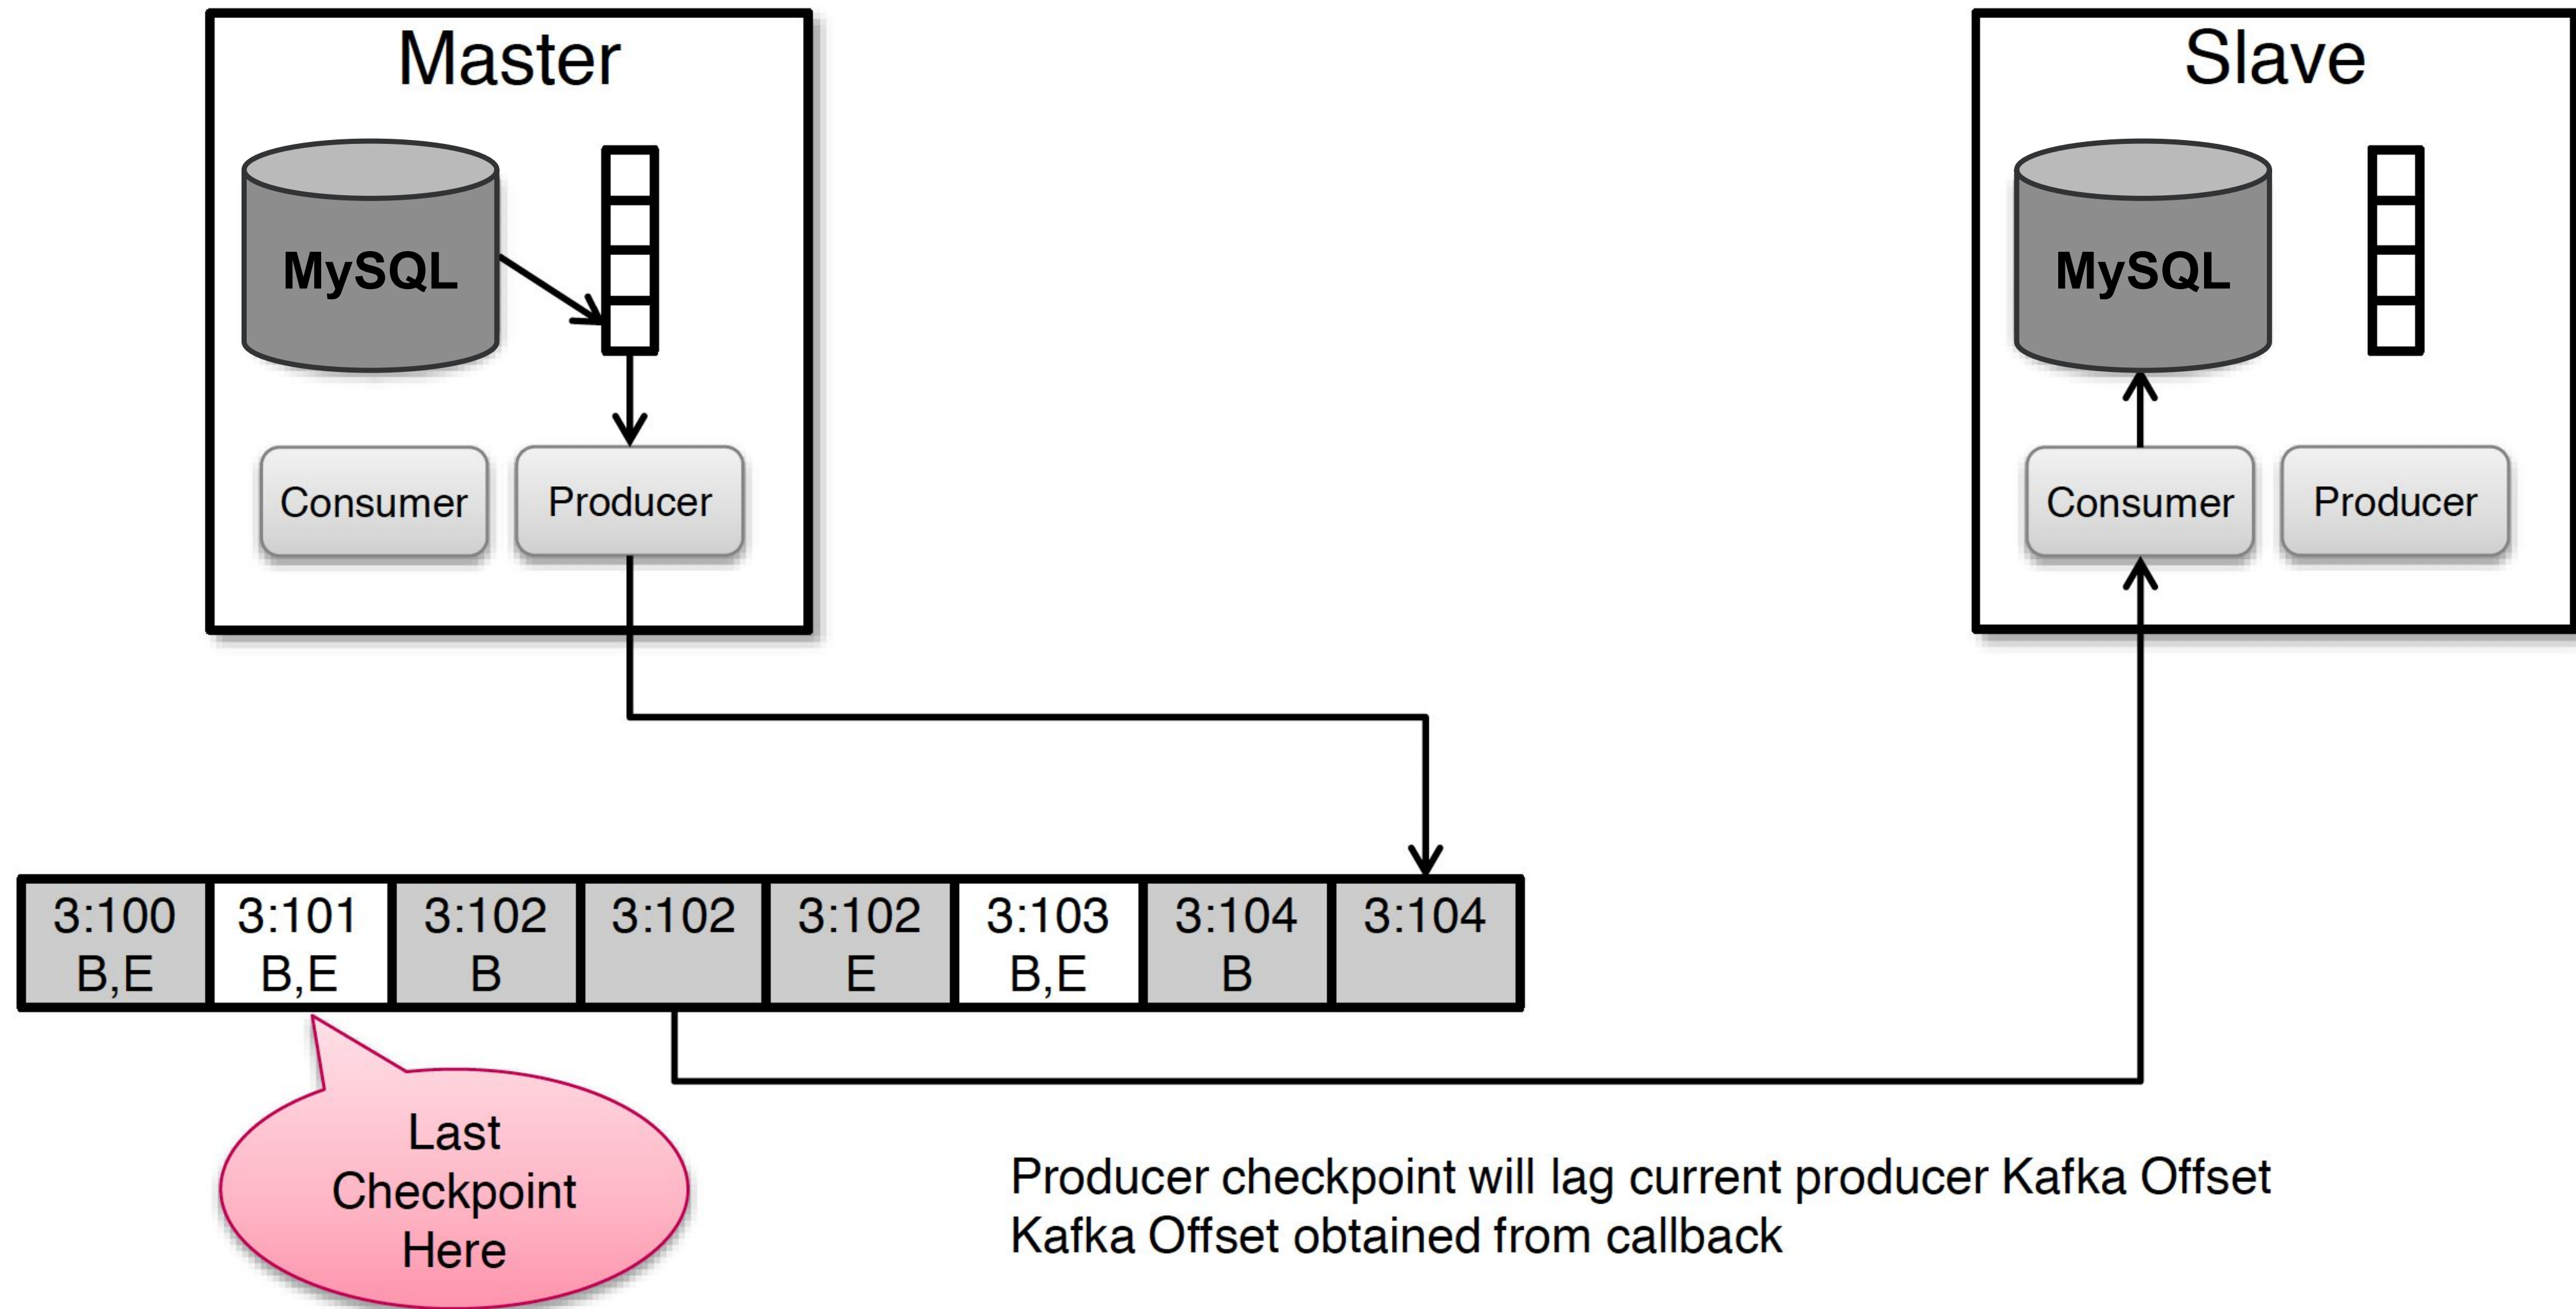 Master
Slave
MySQL
MySQL
Consumer
Producer
Consumer
Producer
3:100
B,E
3:101
B,E
3:102
B
3:102
3:102
E
3:103
B,E
3:104
B
3:104
Last
Checkpoint
Here
Producer checkpoint will lag current producer Kafka Offset
Kafka Offset obtained from callback